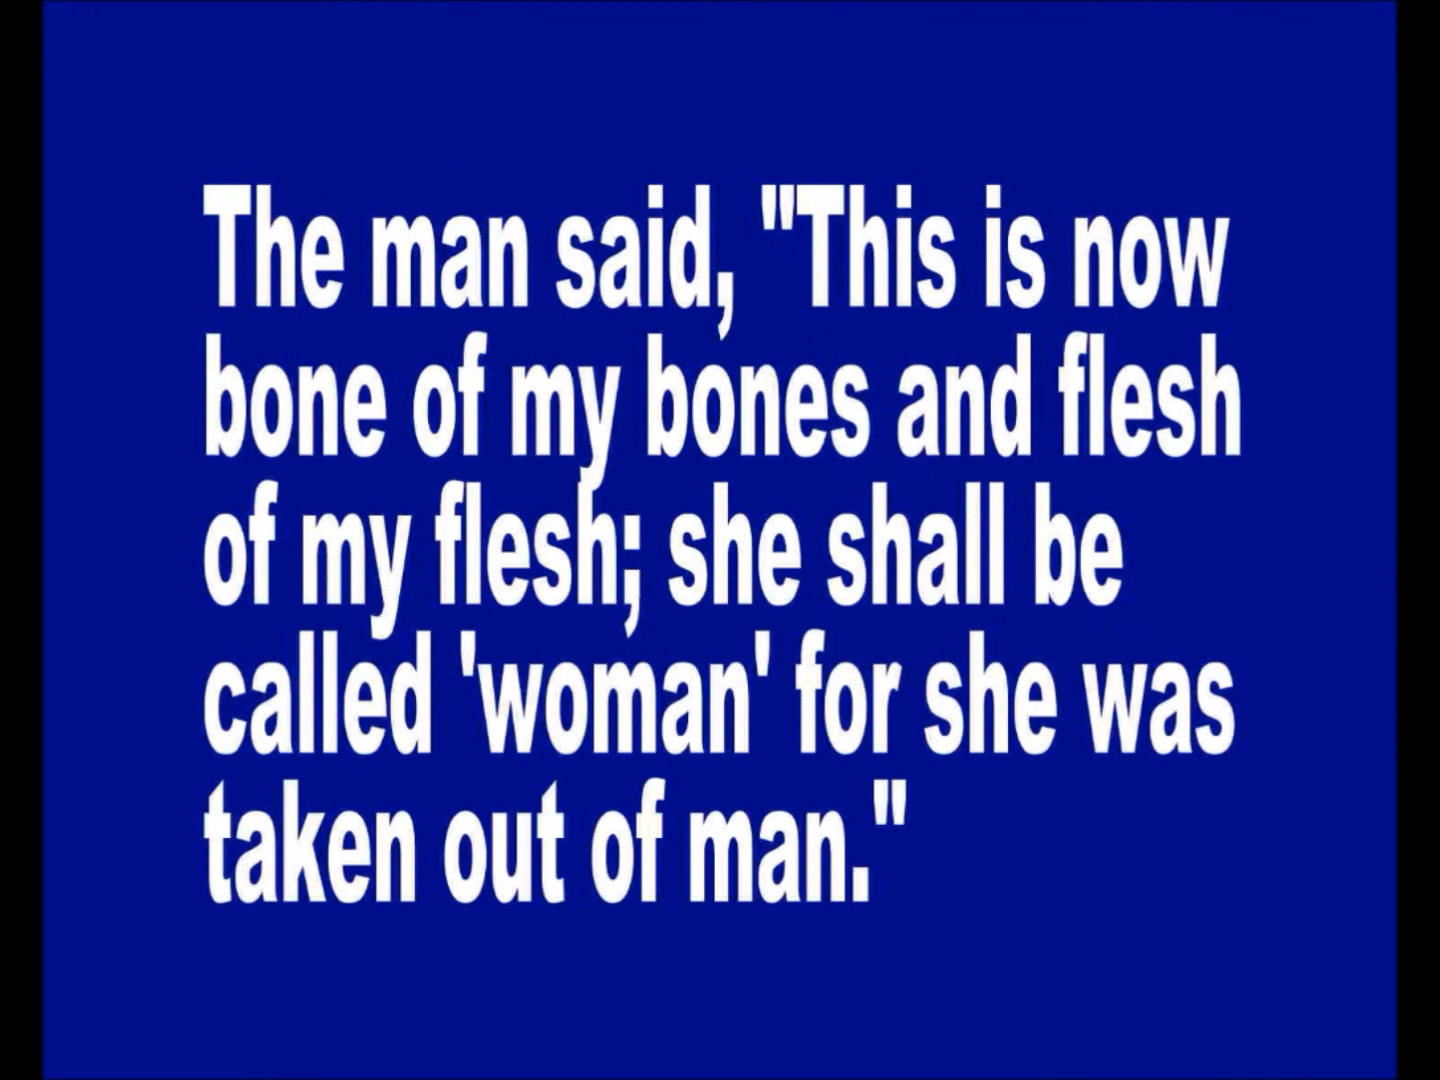 The man said, "This is now
bone of my bones and flesh
of my flesh; she shall be
called 'woman' for she was
taken out of man."